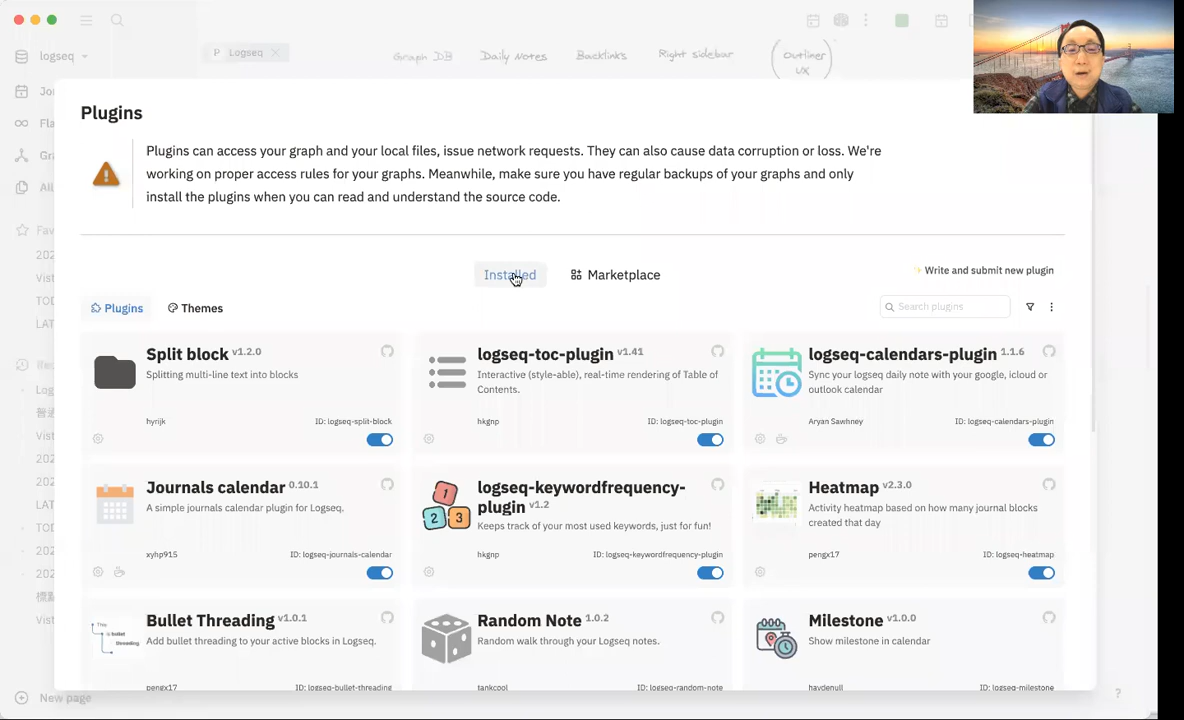 logseq
P Logseq
Graph DB
Daily Notes
Backlinks
Right sidebar
Outliner
UX
Plugins
Plugins can access your graph and your local files, issue network requests. They can also cause data corruption or loss. We're
working on proper access rules for your graphs. Meanwhile, make sure you have regular backups of your graphs and only
install the plugins when you can read and understand the source code.
Installed
Marketplace
✨ Write and submit new plugin
Plugins
Themes
Search plugins
Split block v1.2.0
Splitting multi-line text into blocks
hyrijk
ID: logseq-split-block
logseq-toc-plugin v1.41
Interactive (style-able), real-time rendering of Table of
Contents.
hkgnp
ID: logseq-toc-plugin
logseq-calendars-plugin 1.1.6
Sync your logseq daily note with your google, icloud or
outlook calendar
Aryan Sawhney
ID: logseq-calendars-plugin
Journals calendar 0.10.1
A simple journals calendar plugin for Logseq.
xyhp915
ID: logseq-journals-calendar
1
2
3
logseq-keywordfrequency-
plugin v1.2
Keeps track of your most used keywords, just for fun!
hkgnp
ID: logseq-keywordfrequency-plugin
Heatmap v2.3.0
Activity heatmap based on how many journal blocks
created that day
pengx17
ID: logseq-heatmap
Bullet Threading v1.0.1
Add bullet threading to your active blocks in Logseq.
pengx17
ID: logseq-bullet-threading
Random Note 1.0.2
Random walk through your Logseq notes.
tankcool
ID: logseq-random-note
Milestone v1.0.0
Show milestone in calendar
haydenull
ID: logseq-milestone
New page
?